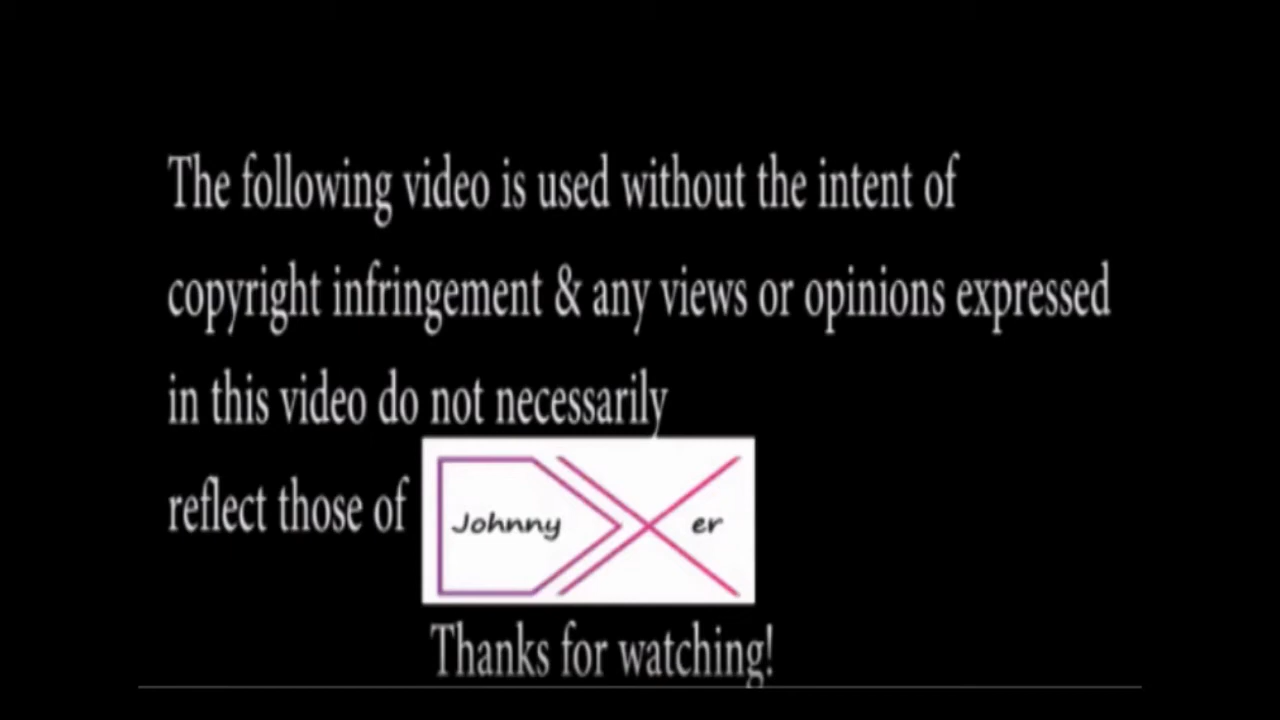 The following video is used without the intent of
copyright infringement & any views or opinions expressed
in this video do not necessarily
reflect those of Johnny X er
Thanks for watching!